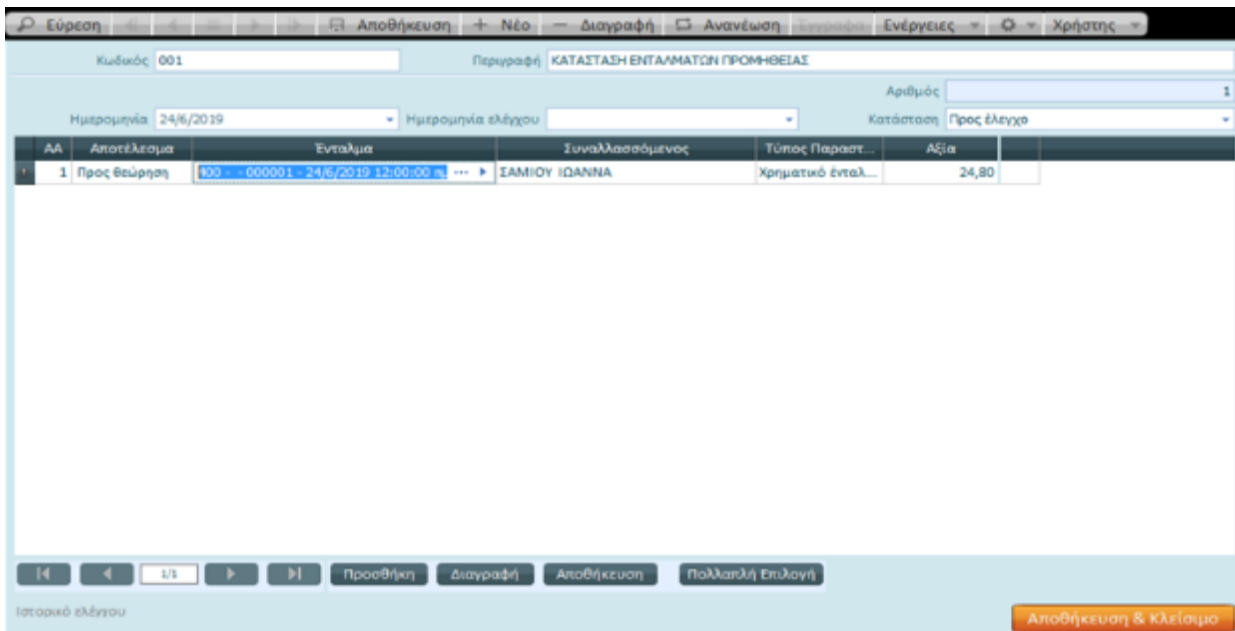 Εύρεση Αποθήκευση Νέο Διαγραφή Ανανέωση Έγγραφα Ενέργειες Χρήστης
Κωδικός 001 Περιγραφή ΚΑΤΑΣΤΑΣΗ ΕΝΤΑΛΜΑΤΩΝ ΠΡΟΜΗΘΕΙΑΣ
Αριθμός 1
Ημερομηνία 24/6/2019 Ημερομηνία ελέγχου Κατάσταση Προς έλεγχο
ΑΑ Αποτέλεσμα Ένταλμα Συναλλασσόμενος Τύπος Παραστ... Αξία
1 Προς θεώρηση 400 - - 000001 - 24/6/2019 12:00:00 πμ ... ΣΑΜΙΟΥ ΙΩΑΝΝΑ Χρηματικό ένταλ... 24,80
1/1 Προσθήκη Διαγραφή Αποθήκευση Πολλαπλή Επιλογή
Ιστορικό ελέγχου
Αποθήκευση & Κλείσιμο